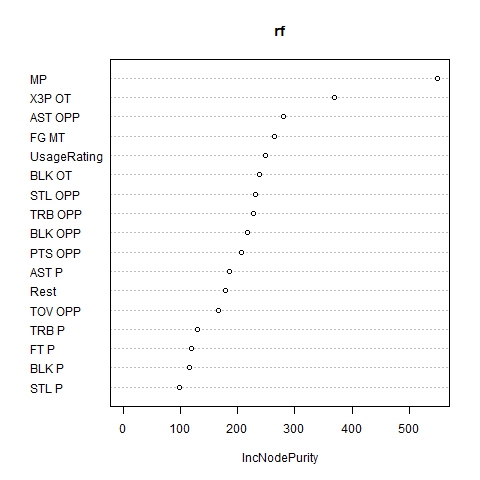 rf
MP
X3P OT
AST OPP
FG MT
UsageRating
BLK OT
STL OPP
TRB OPP
BLK OPP
PTS OPP
AST P
Rest
TOV OPP
TRB P
FT P
BLK P
STL P
0 100 200 300 400 500
IncNodePurity